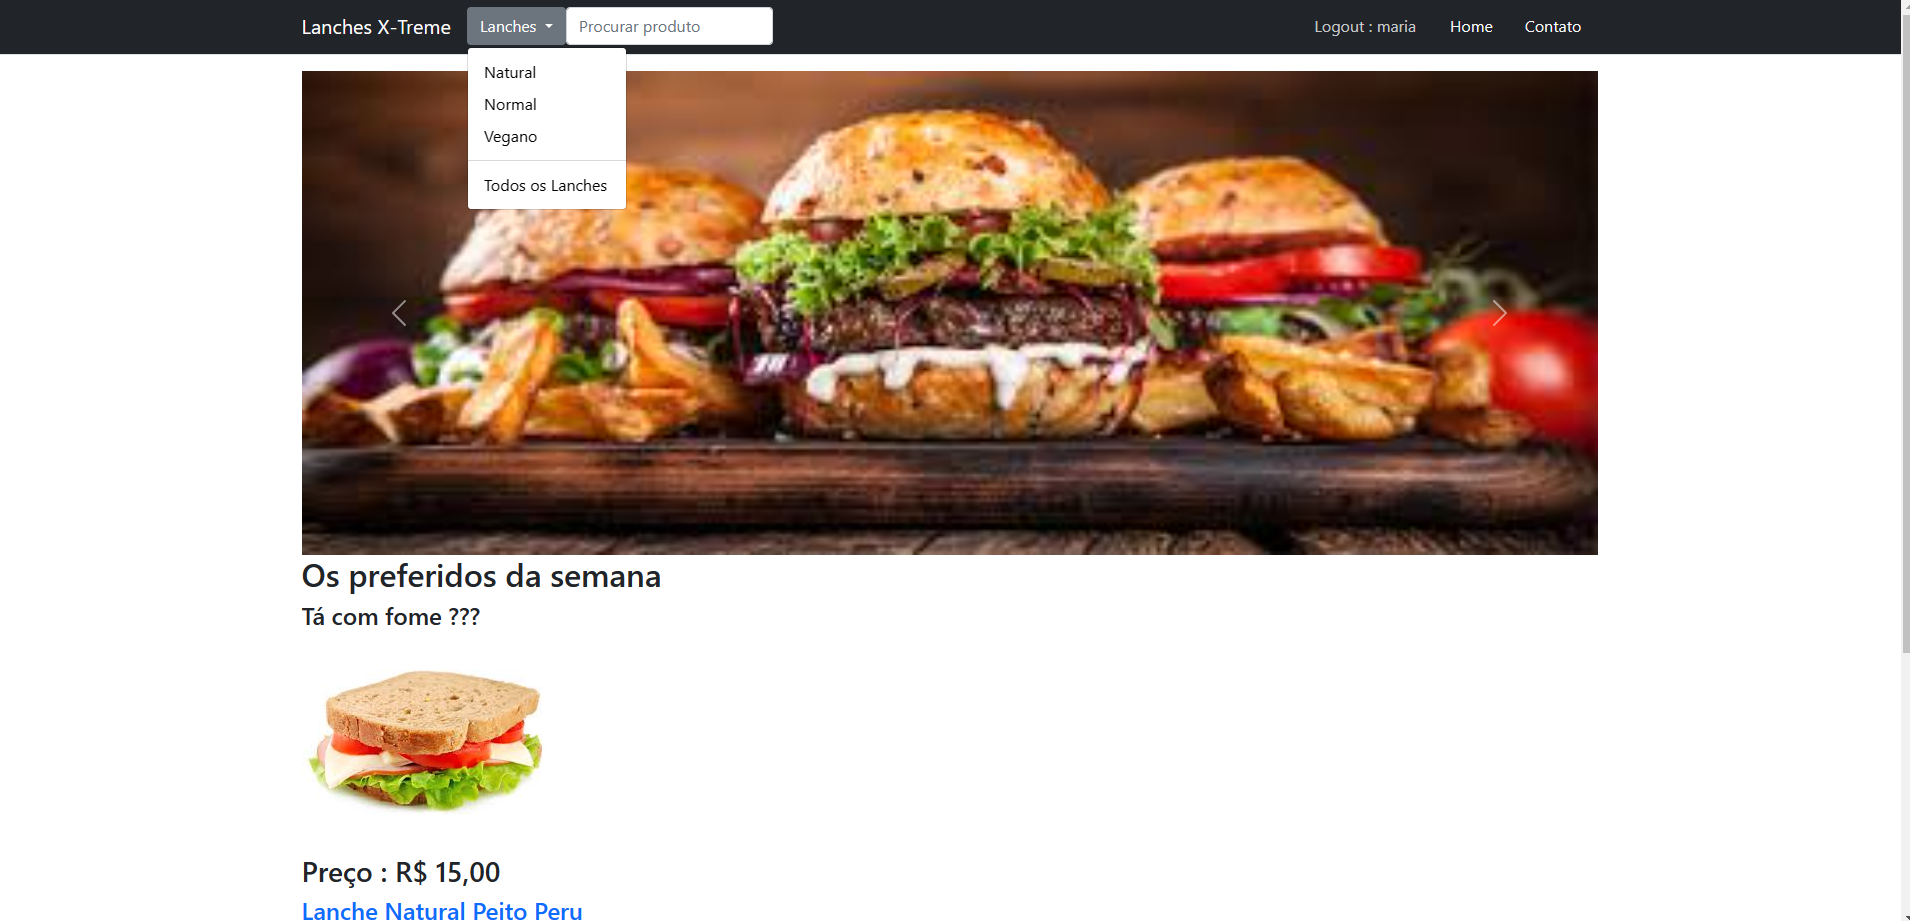 Lanches X-Treme Lanches Procurar produto Logout : maria Home Contato
Natural
Normal
Vegano
Todos os Lanches
Os preferidos da semana
Tá com fome ???
Preço : R$ 15,00
Lanche Natural Peito Peru